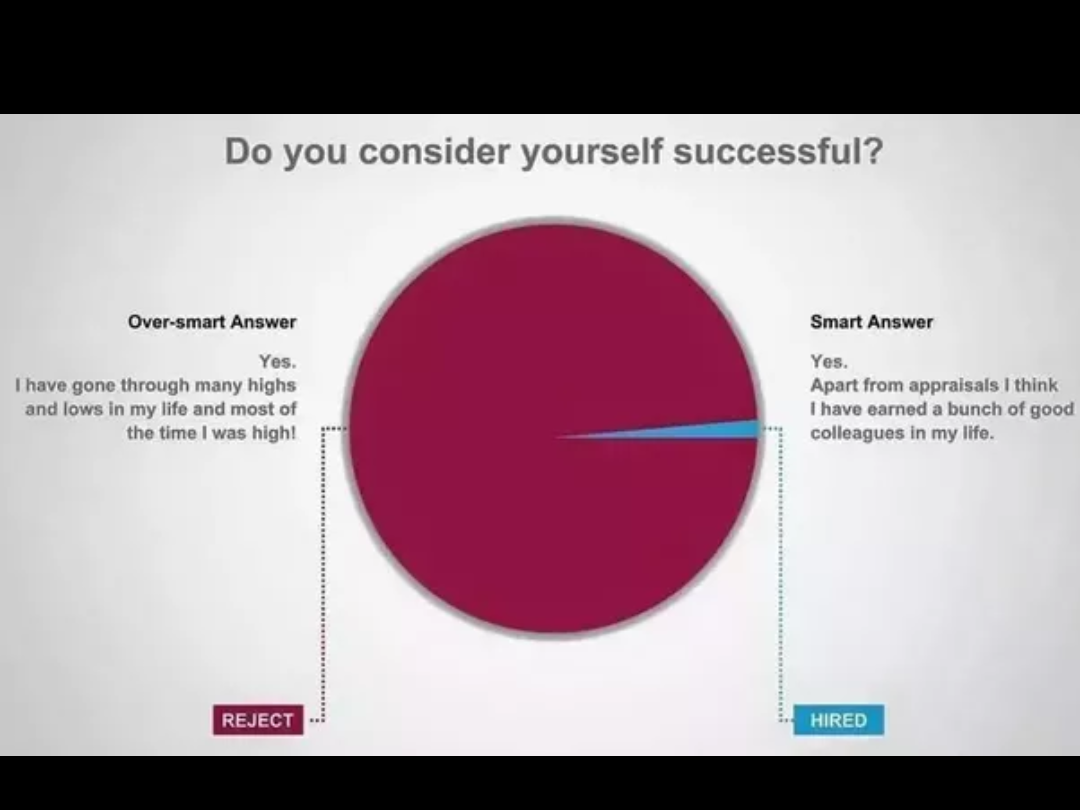 Do you consider yourself successful?
Over-smart Answer
Yes.
I have gone through many highs
and lows in my life and most of
the time I was high!
Smart Answer
Yes.
Apart from appraisals I think
I have earned a bunch of good
colleagues in my life.
REJECT
HIRED